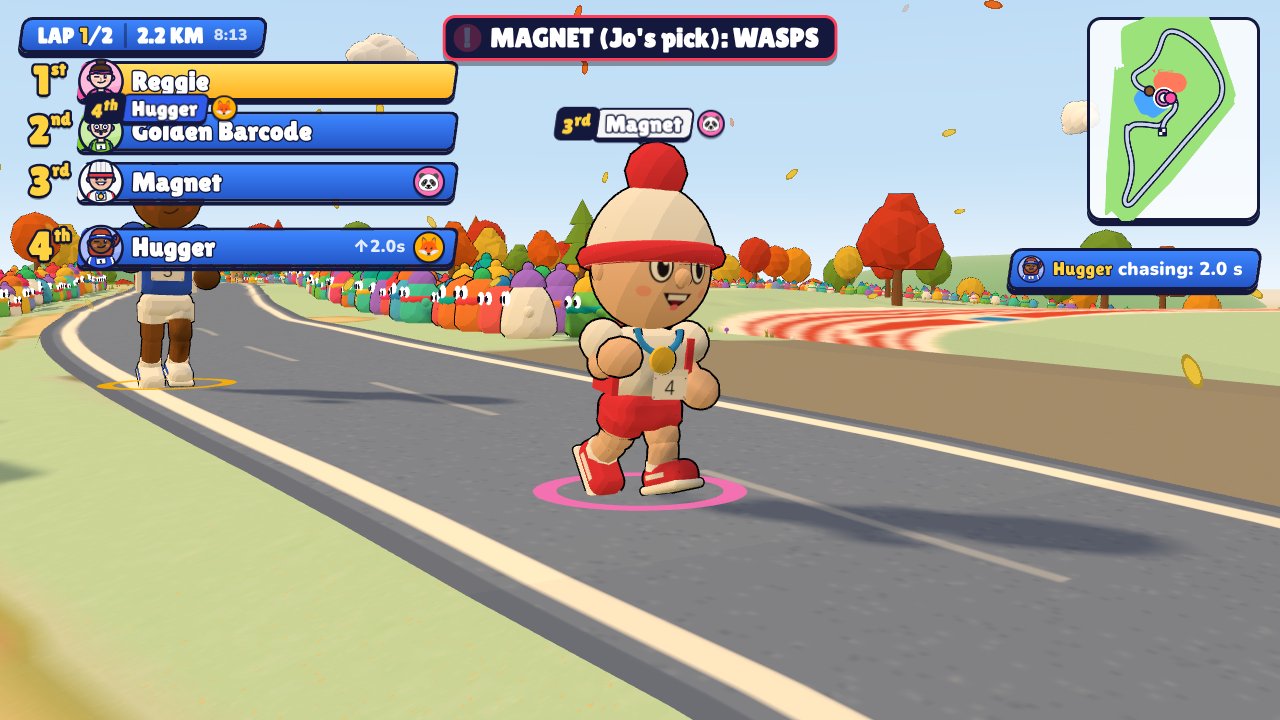 LAP 1/2 2.2 KM 8:13
! MAGNET (Jo's pick): WASPS
1st Reggie
4th Hugger
2nd Golden Barcode
3rd Magnet
3rd Magnet
4th Hugger ↑2.0s
Hugger chasing: 2.0 s
4